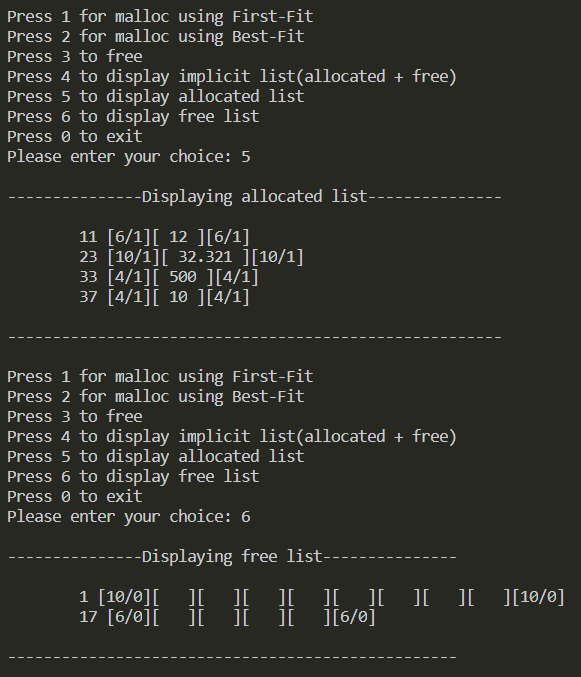 Press 1 for malloc using First-Fit
Press 2 for malloc using Best-Fit
Press 3 to free
Press 4 to display implicit list(allocated + free)
Press 5 to display allocated list
Press 6 to display free list
Press 0 to exit
Please enter your choice: 5
---------------Displaying allocated list---------------
11 [6/1][ 12 ][6/1]
23 [10/1][ 32.321 ][10/1]
33 [4/1][ 500 ][4/1]
37 [4/1][ 10 ][4/1]
-------------------------------------------------------
Press 1 for malloc using First-Fit
Press 2 for malloc using Best-Fit
Press 3 to free
Press 4 to display implicit list(allocated + free)
Press 5 to display allocated list
Press 6 to display free list
Press 0 to exit
Please enter your choice: 6
---------------Displaying free list---------------
1 [10/0][   ][   ][   ][   ][   ][   ][   ][   ][10/0]
17 [6/0][   ][   ][   ][   ][6/0]
--------------------------------------------------